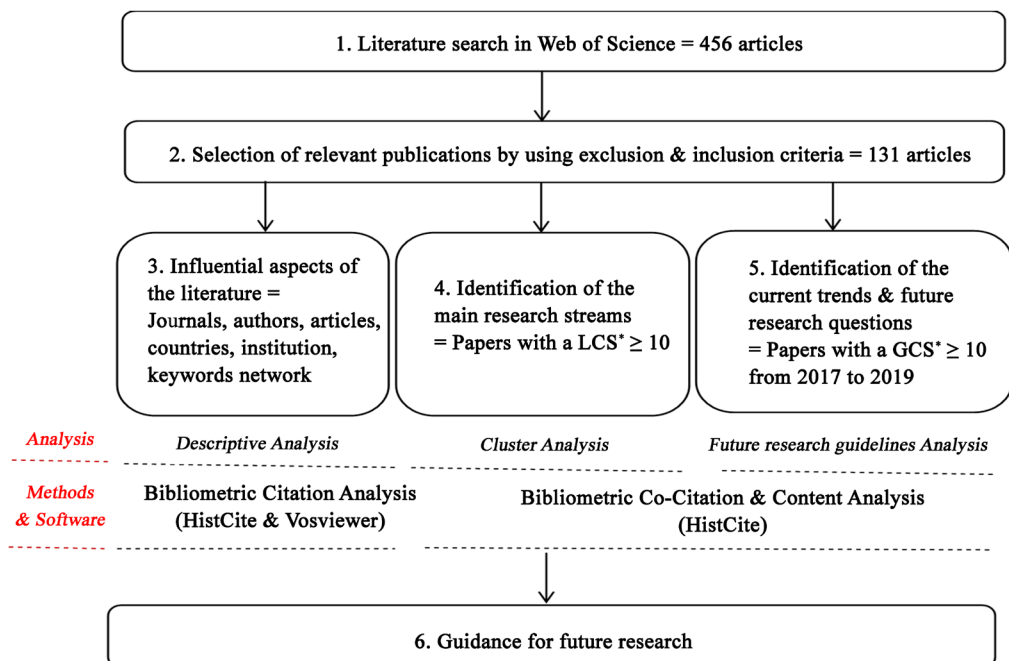 1. Literature search in Web of Science = 456 articles
2. Selection of relevant publications by using exclusion & inclusion criteria = 131 articles
3. Influential aspects of
the literature =
Journals, authors, articles,
countries, institution,
keywords network
4. Identification of the
main research streams
= Papers with a LCS* ≥ 10
5. Identification of the
current trends & future
research questions
= Papers with a GCS* ≥ 10
from 2017 to 2019
Analysis
Descriptive Analysis
Cluster Analysis
Future research guidelines Analysis
Methods
& Software
Bibliometric Citation Analysis
(HistCite & Vosviewer)
Bibliometric Co-Citation & Content Analysis
(HistCite)
6. Guidance for future research